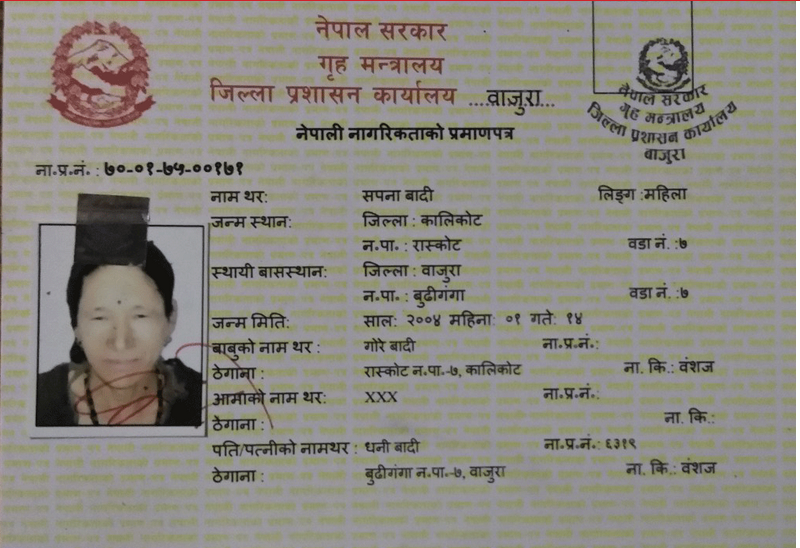 नेपाल सरकार
गृह मन्त्रालय
जिल्ला प्रशासन कार्यालय ....वाजुरा...
नेपाली नागरिकताको प्रमाणपत्र
नेपाल सरकार
गृह मन्त्रालय
जिल्ला प्रशासन कार्यालय
बाजुरा
ना॰प्र॰नं॰ : ७०-०१-७५-००१७१
नाम थर: सपना बादी लिङ्ग :महिला
जन्म स्थान: जिल्ला : कालिकोट
न.पा. : रास्कोट वडा नं. :७
स्थायी बासस्थान: जिल्ला : वाजुरा
न.पा. : बुढीगंगा वडा नं. :७
जन्म मिति: साल: २००४ महिना: ०१ गते: १४
बाबुको नाम थर : गोरे बादी ना॰प्र॰नं॰:
ठेगाना : रास्कोट न.पा.-७, कालिकोट ना. कि.: वंशज
आमाको नाम थर: XXX ना॰प्र॰नं॰:
ठेगाना : ना. कि.:
पति/पत्नीको नामथर : धनी बादी ना॰प्र॰नं॰: ६३१९
ठेगाना : बुढीगंगा न.पा.-७, वाजुरा ना. कि.: वंशज